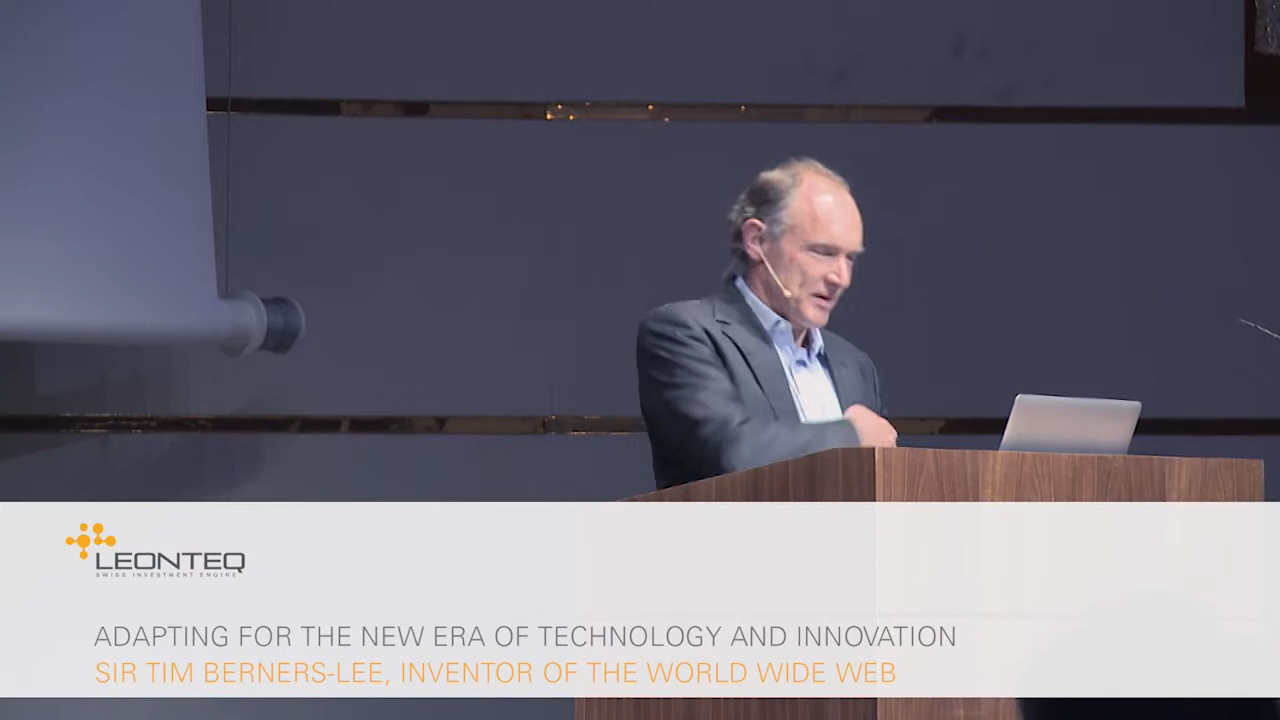 LEONTEQ
SWISS INVESTMENT ENGINE
ADAPTING FOR THE NEW ERA OF TECHNOLOGY AND INNOVATION
SIR TIM BERNERS-LEE, INVENTOR OF THE WORLD WIDE WEB